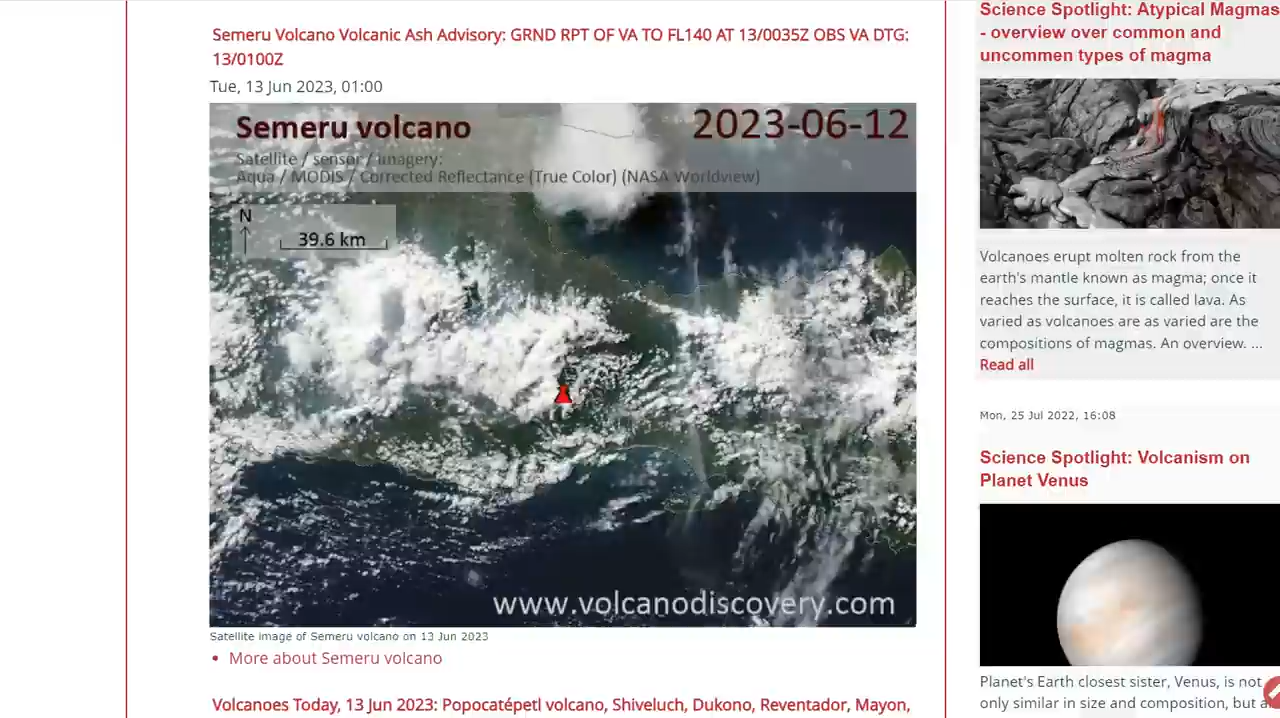 Semeru Volcano Volcanic Ash Advisory: GRND RPT OF VA TO FL140 AT 13/0035Z OBS VA DTG:
13/0100Z
Tue, 13 Jun 2023, 01:00
Semeru volcano
2023-06-12
Satellite / sensor / imagery:
Aqua / MODIS / Corrected Reflectance (True Color) (NASA Worldview)
N
39.6 km
www.volcanodiscovery.com
Satellite image of Semeru volcano on 13 Jun 2023
• More about Semeru volcano
Volcanoes Today, 13 Jun 2023: Popocatépetl volcano, Shiveluch, Dukono, Reventador, Mayon,
Science Spotlight: Atypical Magmas
- overview over common and
uncommen types of magma
Volcanoes erupt molten rock from the
earth's mantle known as magma; once it
reaches the surface, it is called lava. As
varied as volcanoes are as varied are the
compositions of magmas. An overview. ...
Read all
Mon, 25 Jul 2022, 16:08
Science Spotlight: Volcanism on
Planet Venus
Planet's Earth closest sister, Venus, is not
only similar in size and composition, but